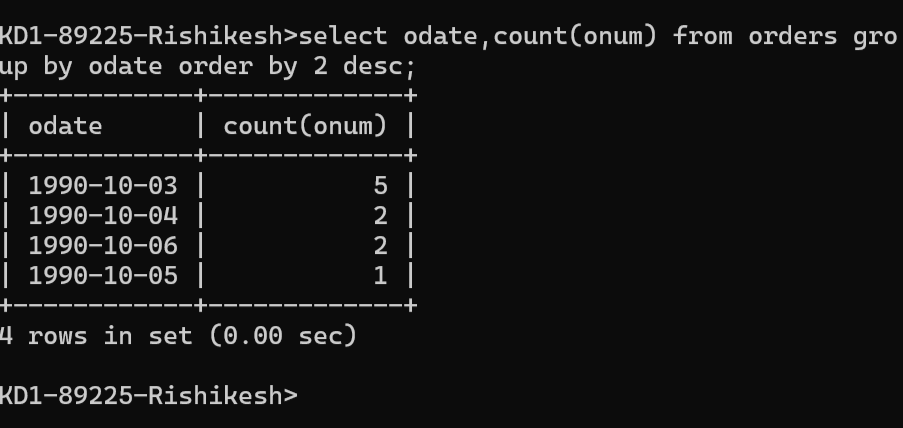 KD1-89225-Rishikesh>select odate,count(onum) from orders gro
up by odate order by 2 desc;
+------------+-------------+
| odate      | count(onum) |
+------------+-------------+
| 1990-10-03 |           5 |
| 1990-10-04 |           2 |
| 1990-10-06 |           2 |
| 1990-10-05 |           1 |
+------------+-------------+
4 rows in set (0.00 sec)
KD1-89225-Rishikesh>